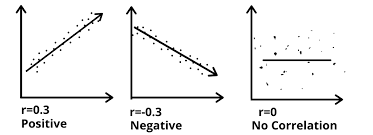 r=0.3
Positive
r=-0.3
Negative
r=0
No Correlation